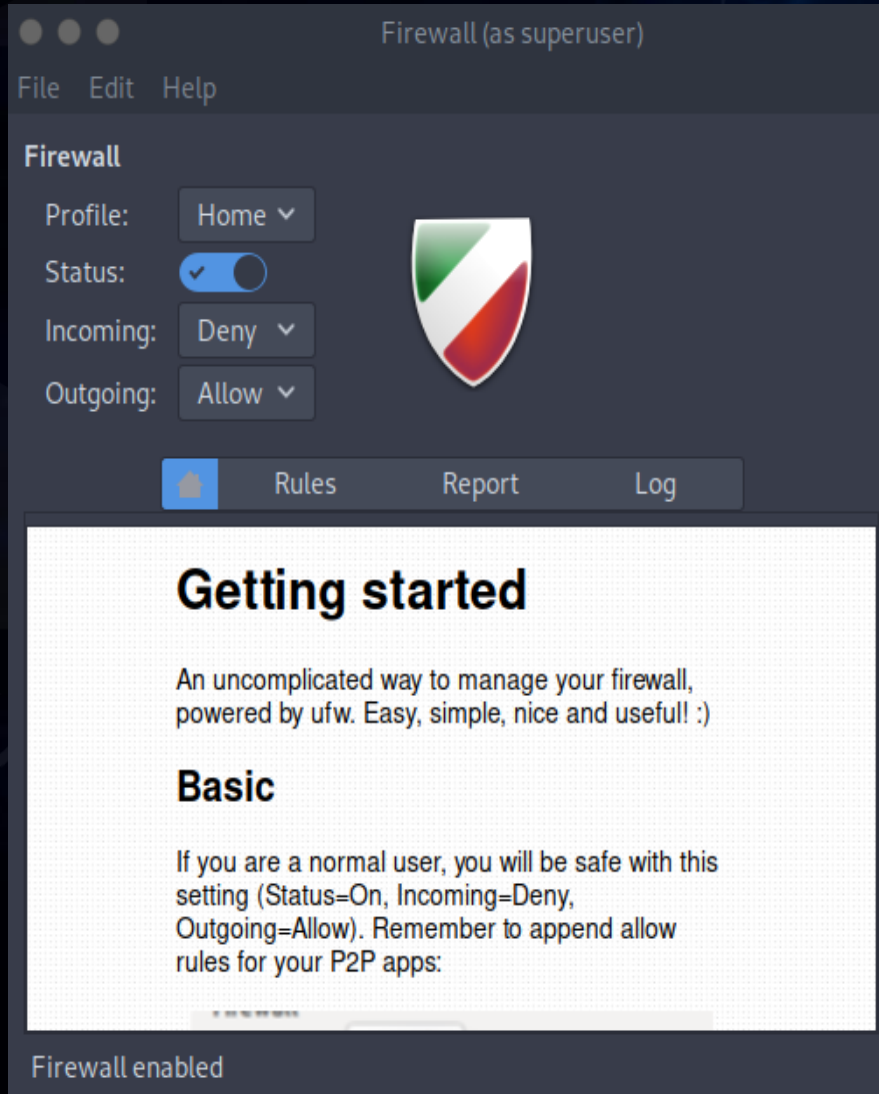 Firewall (as superuser)
File Edit Help
Firewall
Profile: Home
Status:
Incoming: Deny
Outgoing: Allow
Rules Report Log
Getting started
An uncomplicated way to manage your firewall,
powered by ufw. Easy, simple, nice and useful! :)
Basic
If you are a normal user, you will be safe with this
setting (Status=On, Incoming=Deny,
Outgoing=Allow). Remember to append allow
rules for your P2P apps:
Firewall enabled